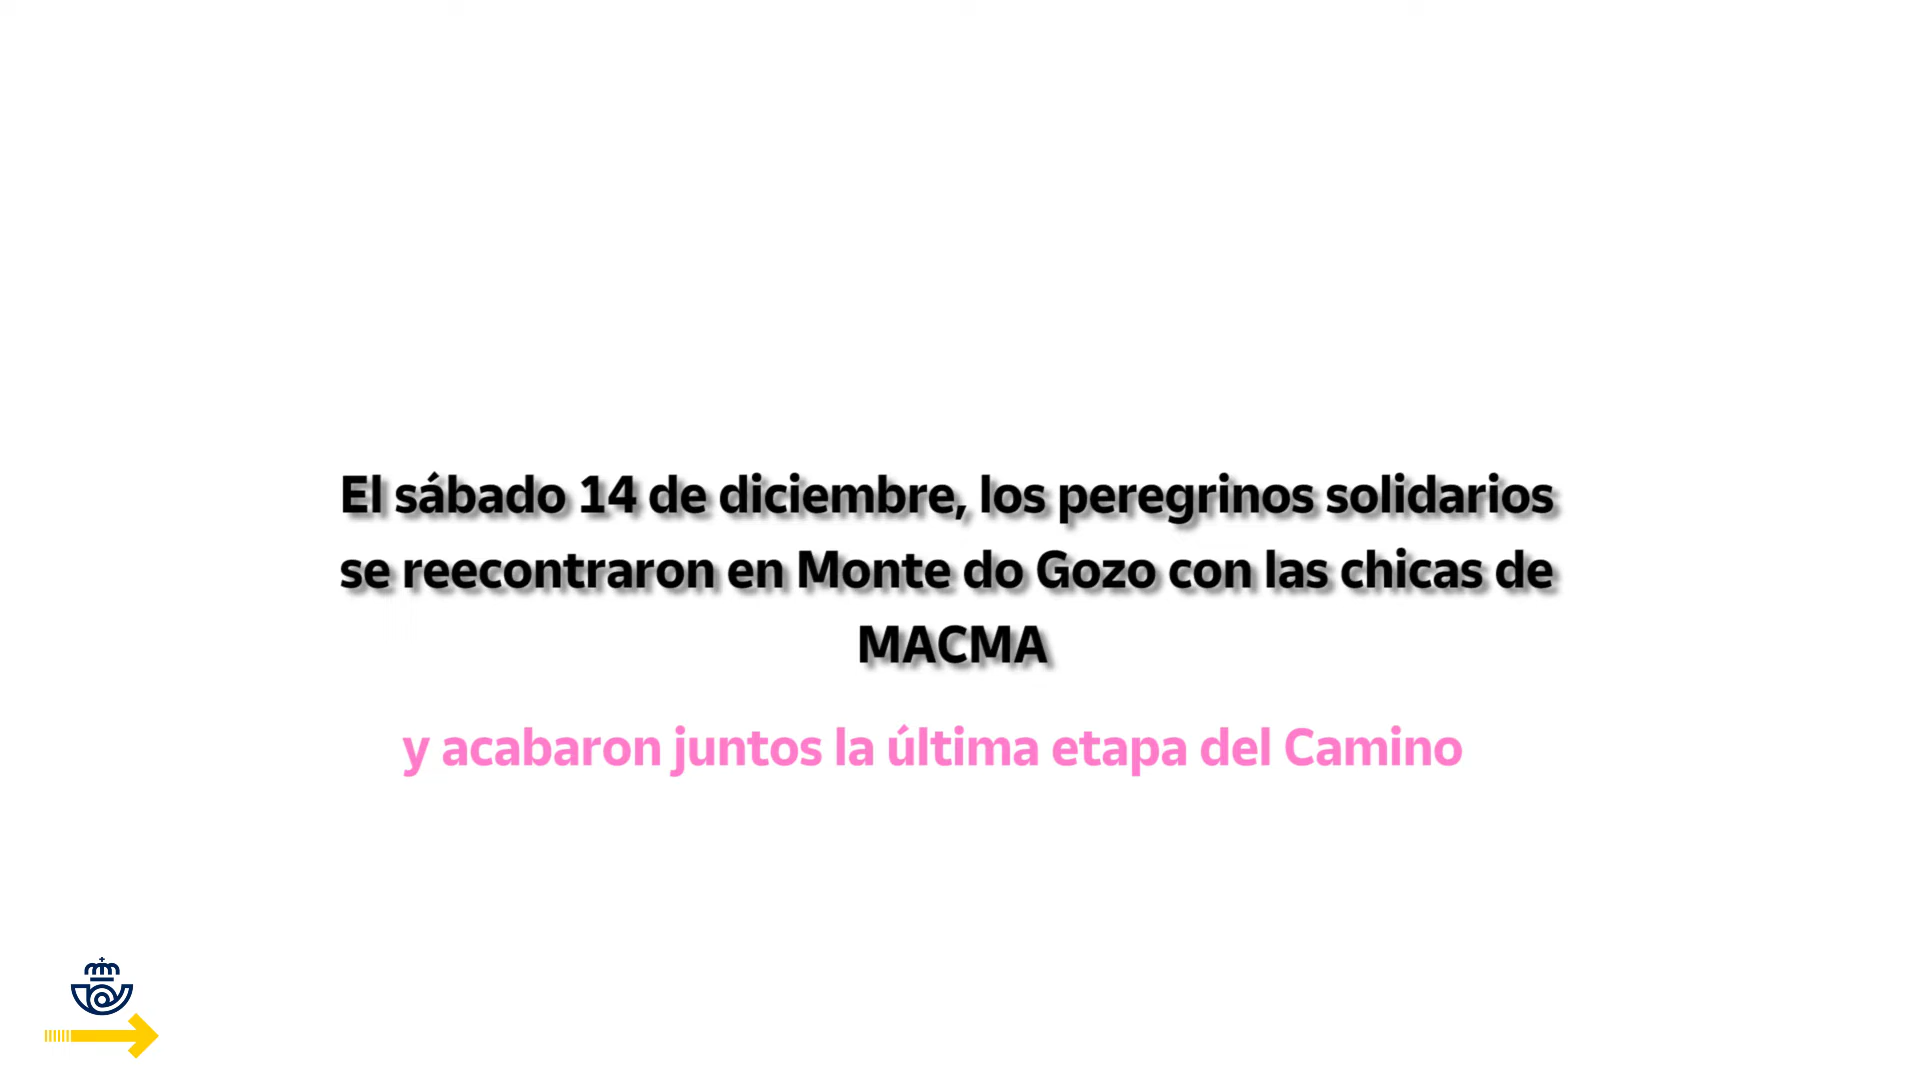 El sábado 14 de diciembre, los peregrinos solidarios
se reecontraron en Monte do Gozo con las chicas de
MACMA
y acabaron juntos la última etapa del Camino